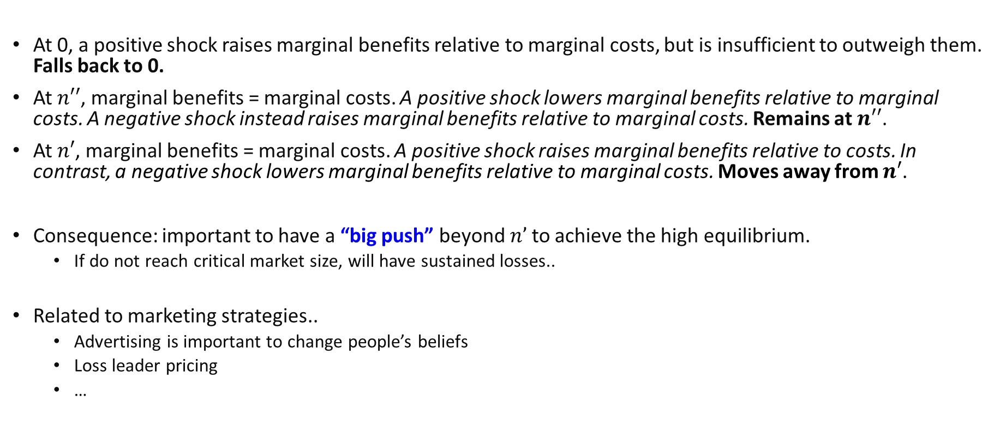 • At 0, a positive shock raises marginal benefits relative to marginal costs, but is insufficient to outweigh them.
Falls back to 0.
• At n′′, marginal benefits = marginal costs. A positive shock lowers marginal benefits relative to marginal
costs. A negative shock instead raises marginal benefits relative to marginal costs. Remains at n′′.
• At n′, marginal benefits = marginal costs. A positive shock raises marginal benefits relative to costs. In
contrast, a negative shock lowers marginal benefits relative to marginal costs. Moves away from n′.
• Consequence: important to have a “big push” beyond n’ to achieve the high equilibrium.
• If do not reach critical market size, will have sustained losses..
• Related to marketing strategies..
• Advertising is important to change people’s beliefs
• Loss leader pricing
• …